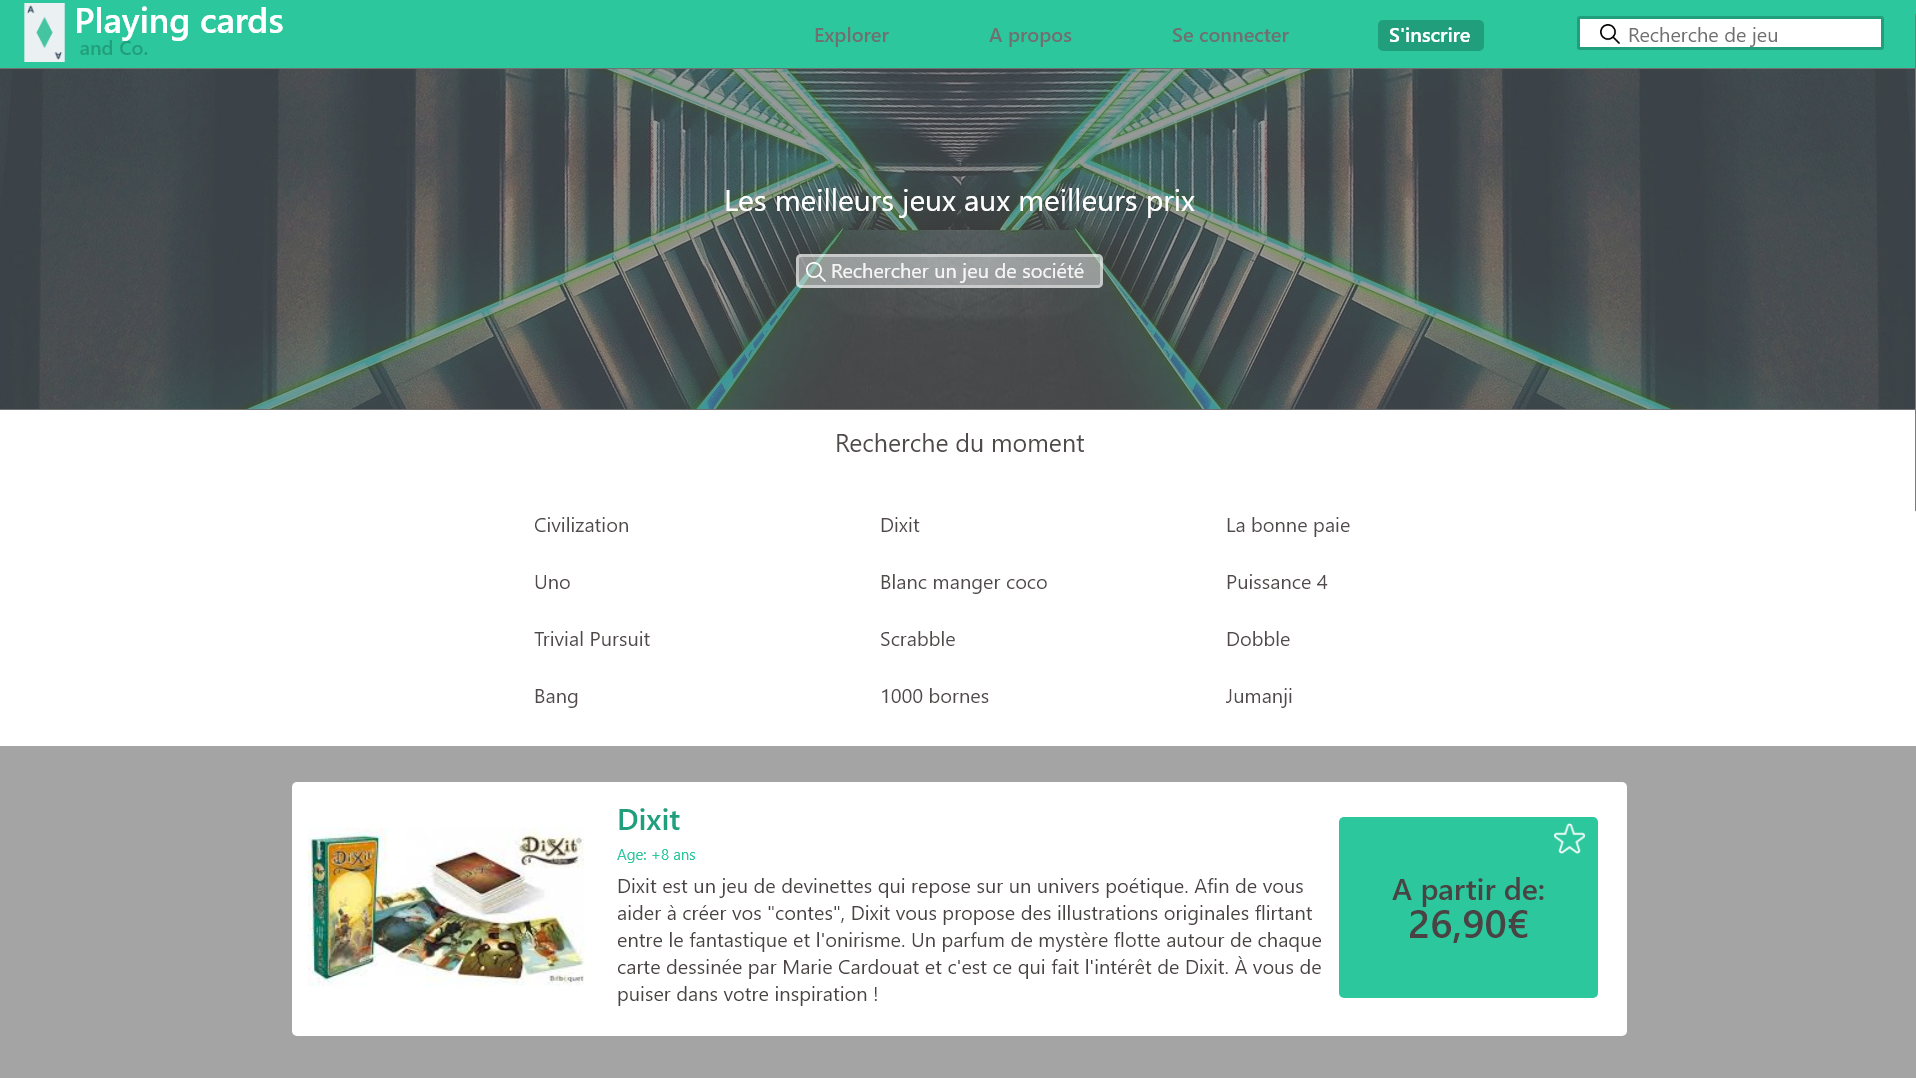 A
Playing cards
and Co.
A
Explorer
A propos
Se connecter
S'inscrire
Recherche de jeu
Les meilleurs jeux aux meilleurs prix
Rechercher un jeu de société
Recherche du moment
Civilization
Dixit
La bonne paie
Uno
Blanc manger coco
Puissance 4
Trivial Pursuit
Scrabble
Dobble
Bang
1000 bornes
Jumanji
Dixit
Dixit
Dixit
Age: +8 ans
Dixit est un jeu de devinettes qui repose sur un univers poétique. Afin de vous
aider à créer vos "contes", Dixit vous propose des illustrations originales flirtant
entre le fantastique et l'onirisme. Un parfum de mystère flotte autour de chaque
carte dessinée par Marie Cardouat et c'est ce qui fait l'intérêt de Dixit. À vous de
puiser dans votre inspiration !
A partir de:
26,90€